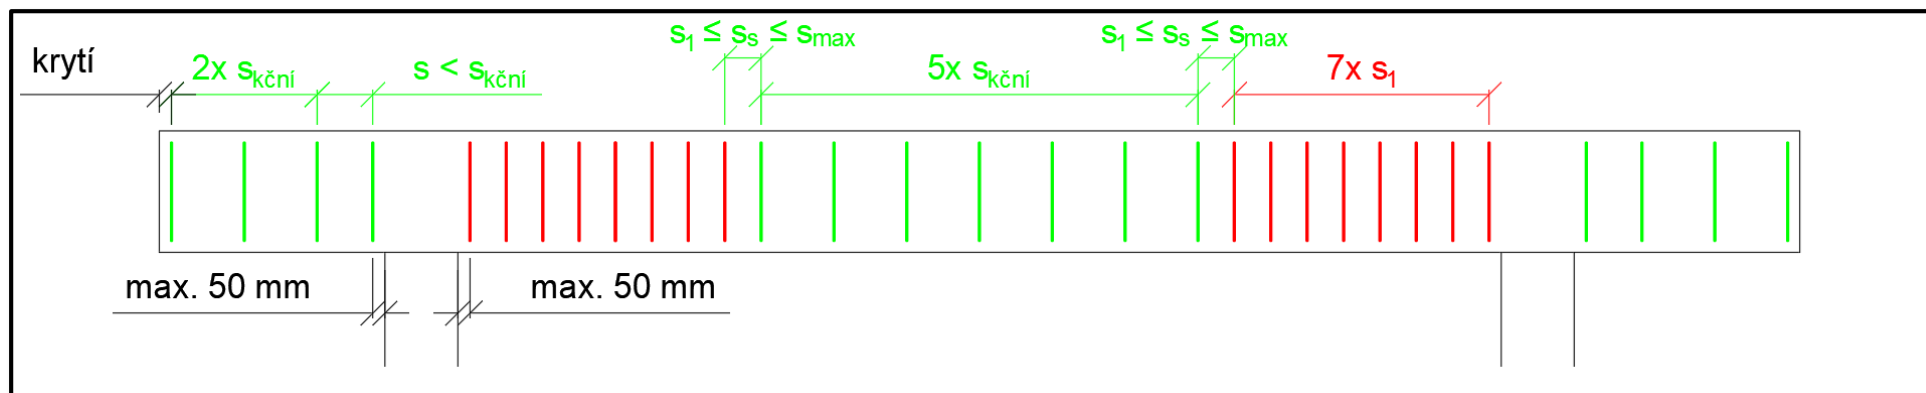 s₁ ≤ sₛ ≤ sₘₐₓ
s₁ ≤ sₛ ≤ sₘₐₓ
krytí
2x skční
s < skční
5x skční
7x s₁
max. 50 mm
max. 50 mm